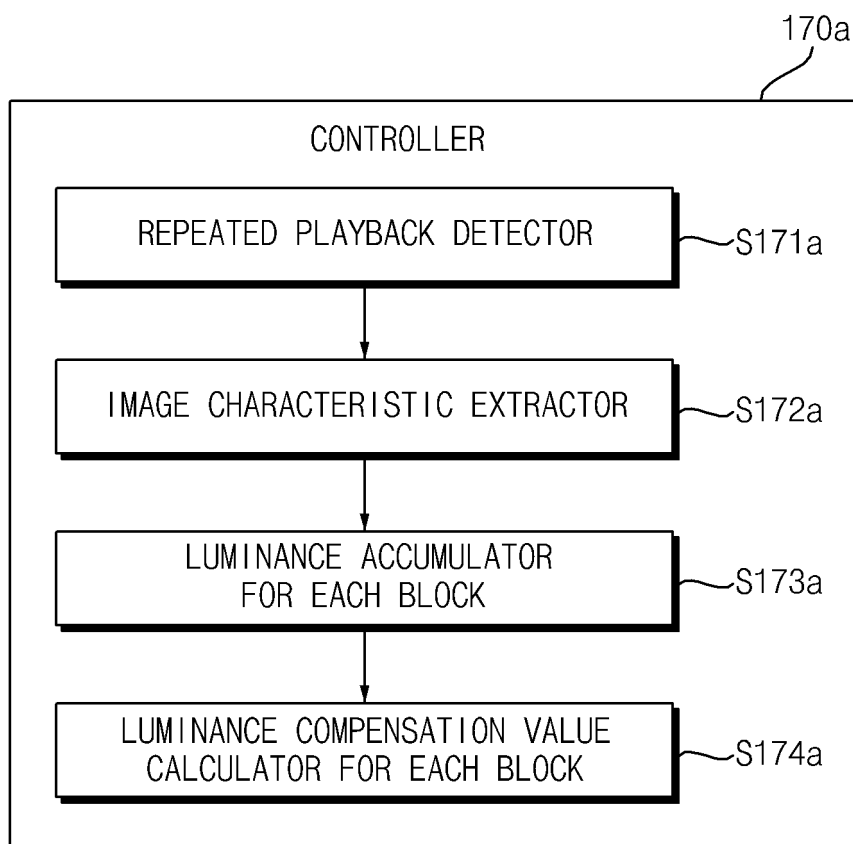 170a
CONTROLLER
REPEATED PLAYBACK DETECTOR
S171a
IMAGE CHARACTERISTIC EXTRACTOR
S172a
LUMINANCE ACCUMULATOR
FOR EACH BLOCK
S173a
LUMINANCE COMPENSATION VALUE
CALCULATOR FOR EACH BLOCK
S174a